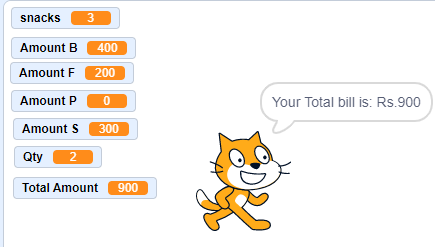 snacks 3
Amount B 400
Amount F 200
Amount P 0
Amount S 300
Qty 2
Total Amount 900
Your Total bill is: Rs.900